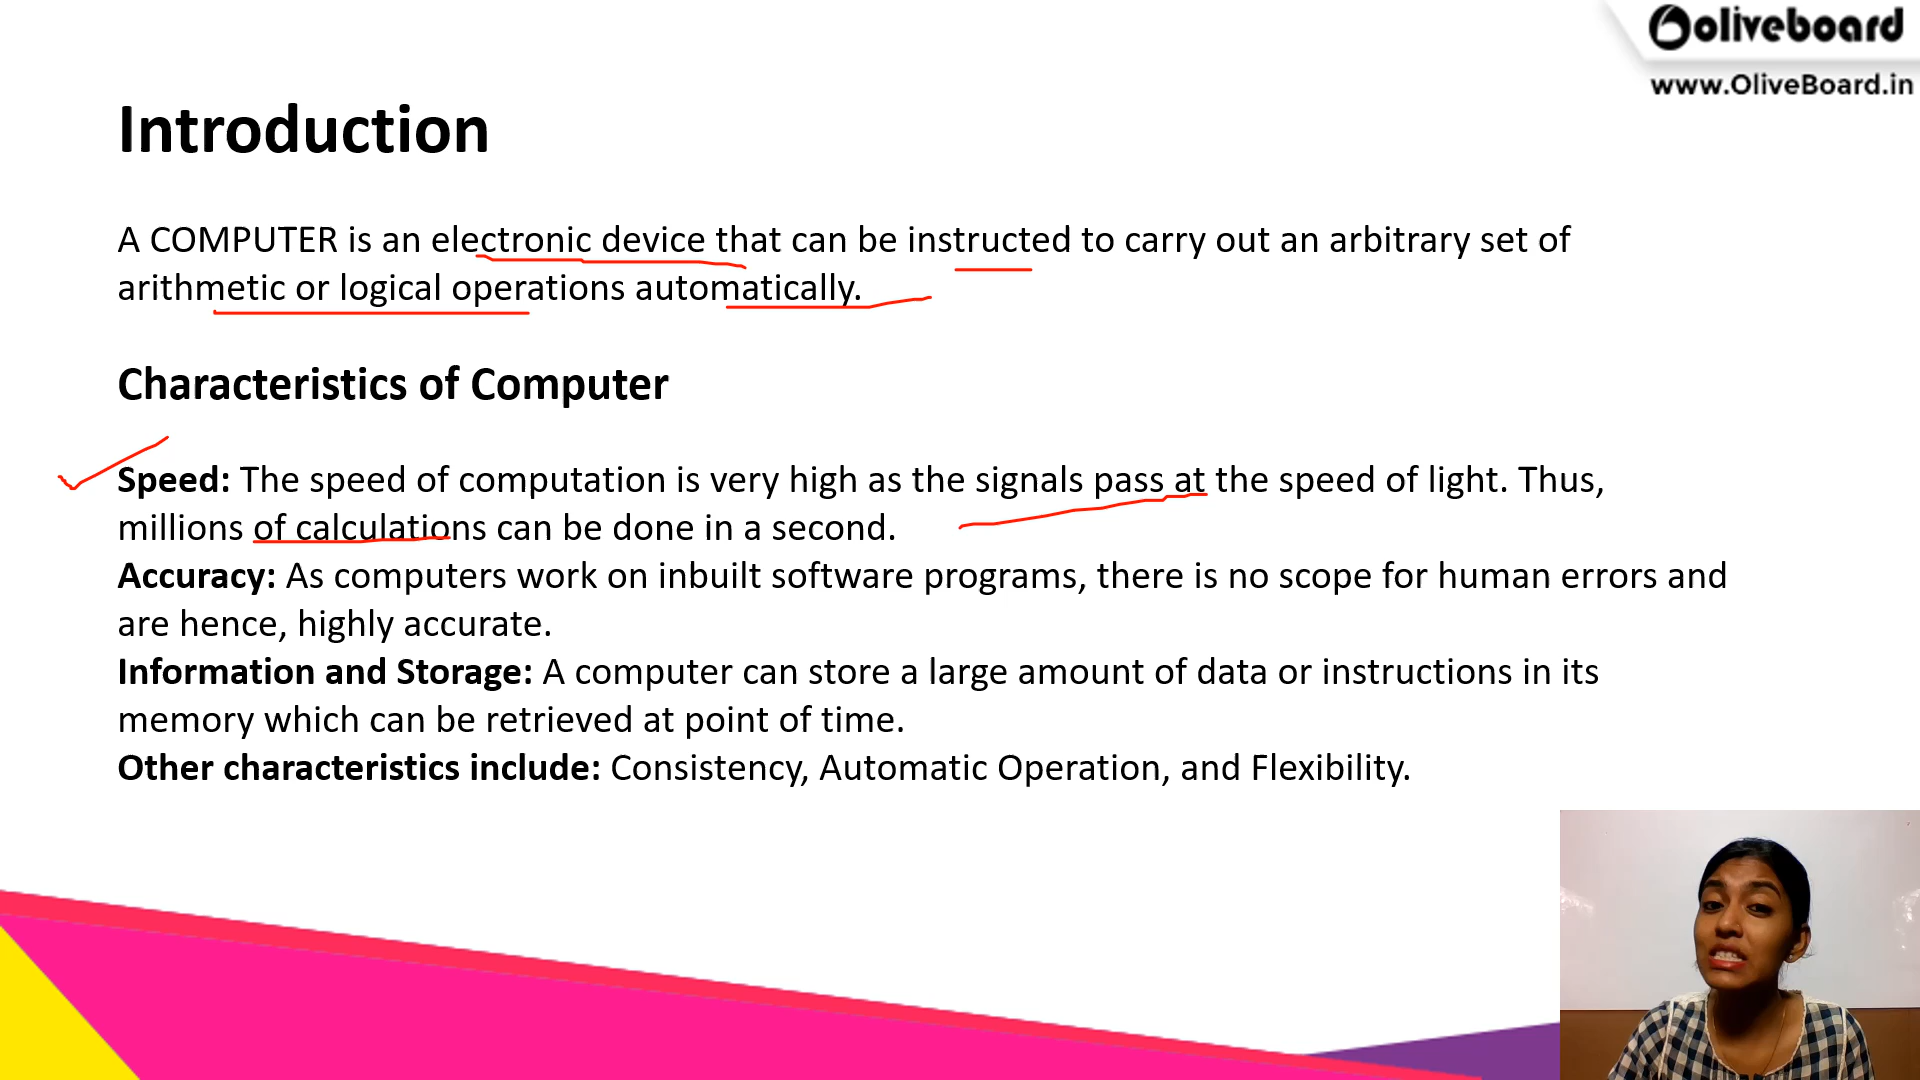 oliveboard
www.OliveBoard.in
Introduction
A COMPUTER is an electronic device that can be instructed to carry out an arbitrary set of
arithmetic or logical operations automatically.
Characteristics of Computer
Speed: The speed of computation is very high as the signals pass at the speed of light. Thus,
millions of calculations can be done in a second.
Accuracy: As computers work on inbuilt software programs, there is no scope for human errors and
are hence, highly accurate.
Information and Storage: A computer can store a large amount of data or instructions in its
memory which can be retrieved at point of time.
Other characteristics include: Consistency, Automatic Operation, and Flexibility.